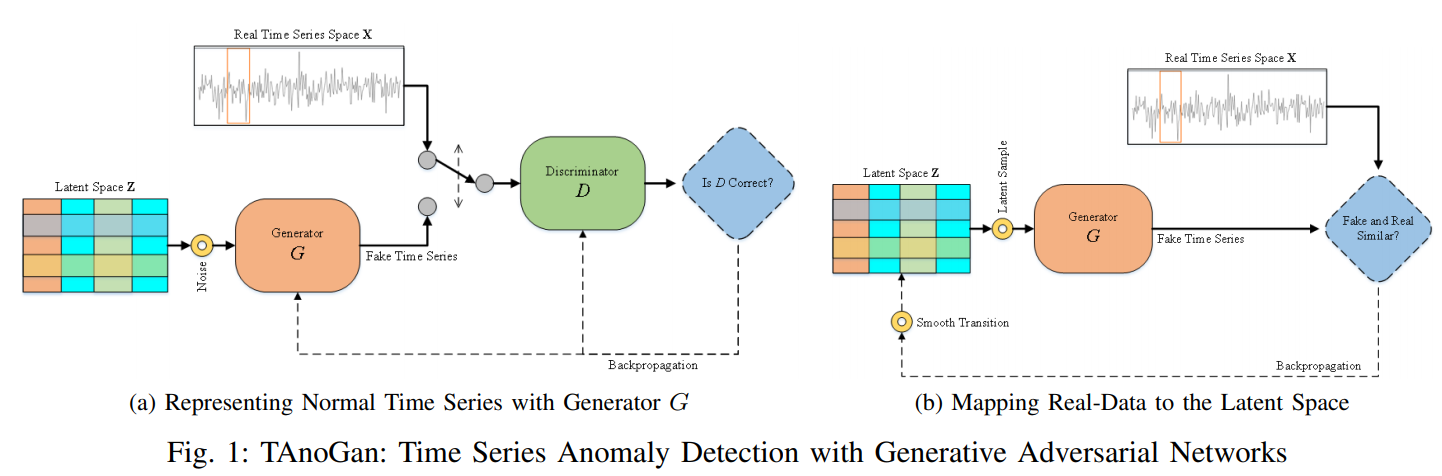 Real Time Series Space X
Latent Space Z
Noise
Generator
G
Fake Time Series
Discriminator
D
Is D Correct?
Backpropagation
(a) Representing Normal Time Series with Generator G
Real Time Series Space X
Latent Space Z
Latent Sample
Generator
G
Fake Time Series
Fake and Real
Similar?
Smooth Transition
Backpropagation
(b) Mapping Real-Data to the Latent Space
Fig. 1: TAnoGan: Time Series Anomaly Detection with Generative Adversarial Networks